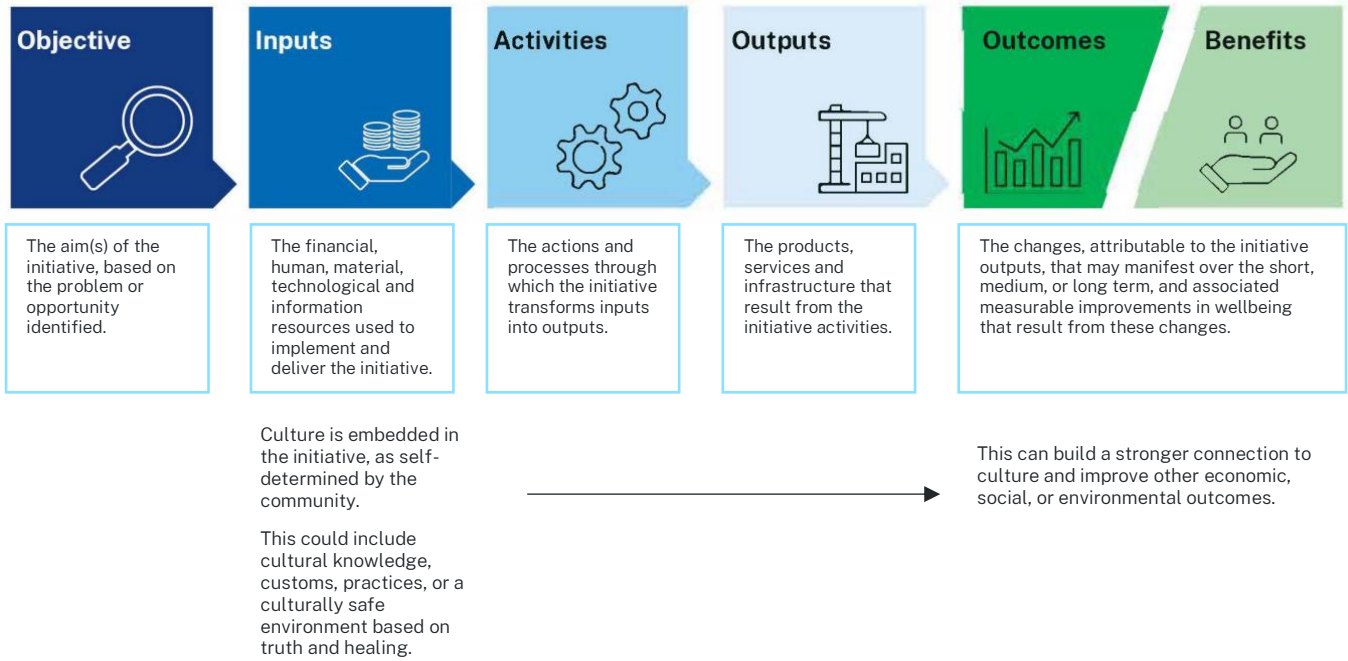 Objective
Inputs
Activities
Outputs
Outcomes
Benefits
The aim(s) of the
initiative, based on
the problem or
opportunity
identified.
The financial,
human, material,
technological and
information
resources used to
implement and
deliver the initiative.
The actions and
processes through
which the initiative
transforms inputs
into outputs.
The products,
services and
infrastructure that
result from the
initiative activities.
The changes, attributable to the initiative
outputs, that may manifest over the short,
medium, or long term, and associated
measurable improvements in wellbeing
that result from these changes.
Culture is embedded in
the initiative, as self-
determined by the
community.
This could include
cultural knowledge,
customs, practices, or a
culturally safe
environment based on
truth and healing.
This can build a stronger connection to
culture and improve other economic,
social, or environmental outcomes.